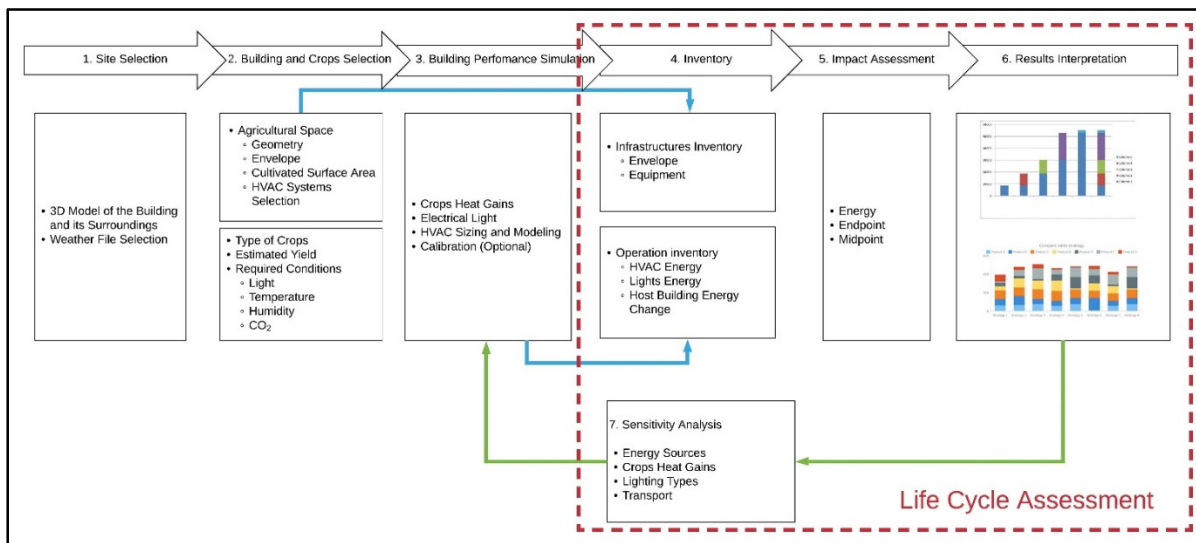 1. Site Selection
2. Building and Crops Selection
3. Building Perfomance Simulation
4. Inventory
5. Impact Assessment
6. Results Interpretation
• 3D Model of the Building
and its Surroundings
• Weather File Selection
• Agricultural Space
◦ Geometry
◦ Envelope
◦ Cultivated Surface Area
◦ HVAC Systems
Selection
• Type of Crops
• Estimated Yield
• Required Conditions
◦ Light
◦ Temperature
◦ Humidity
◦ CO₂
• Crops Heat Gains
• Electrical Light
• HVAC Sizing and Modeling
• Calibration (Optional)
• Infrastructures Inventory
◦ Envelope
◦ Equipment
• Operation inventory
◦ HVAC Energy
◦ Lights Energy
◦ Host Building Energy
Change
• Energy
• Endpoint
• Midpoint
7. Sensitivity Analysis
• Energy Sources
• Crops Heat Gains
• Lighting Types
• Transport
Life Cycle Assessment